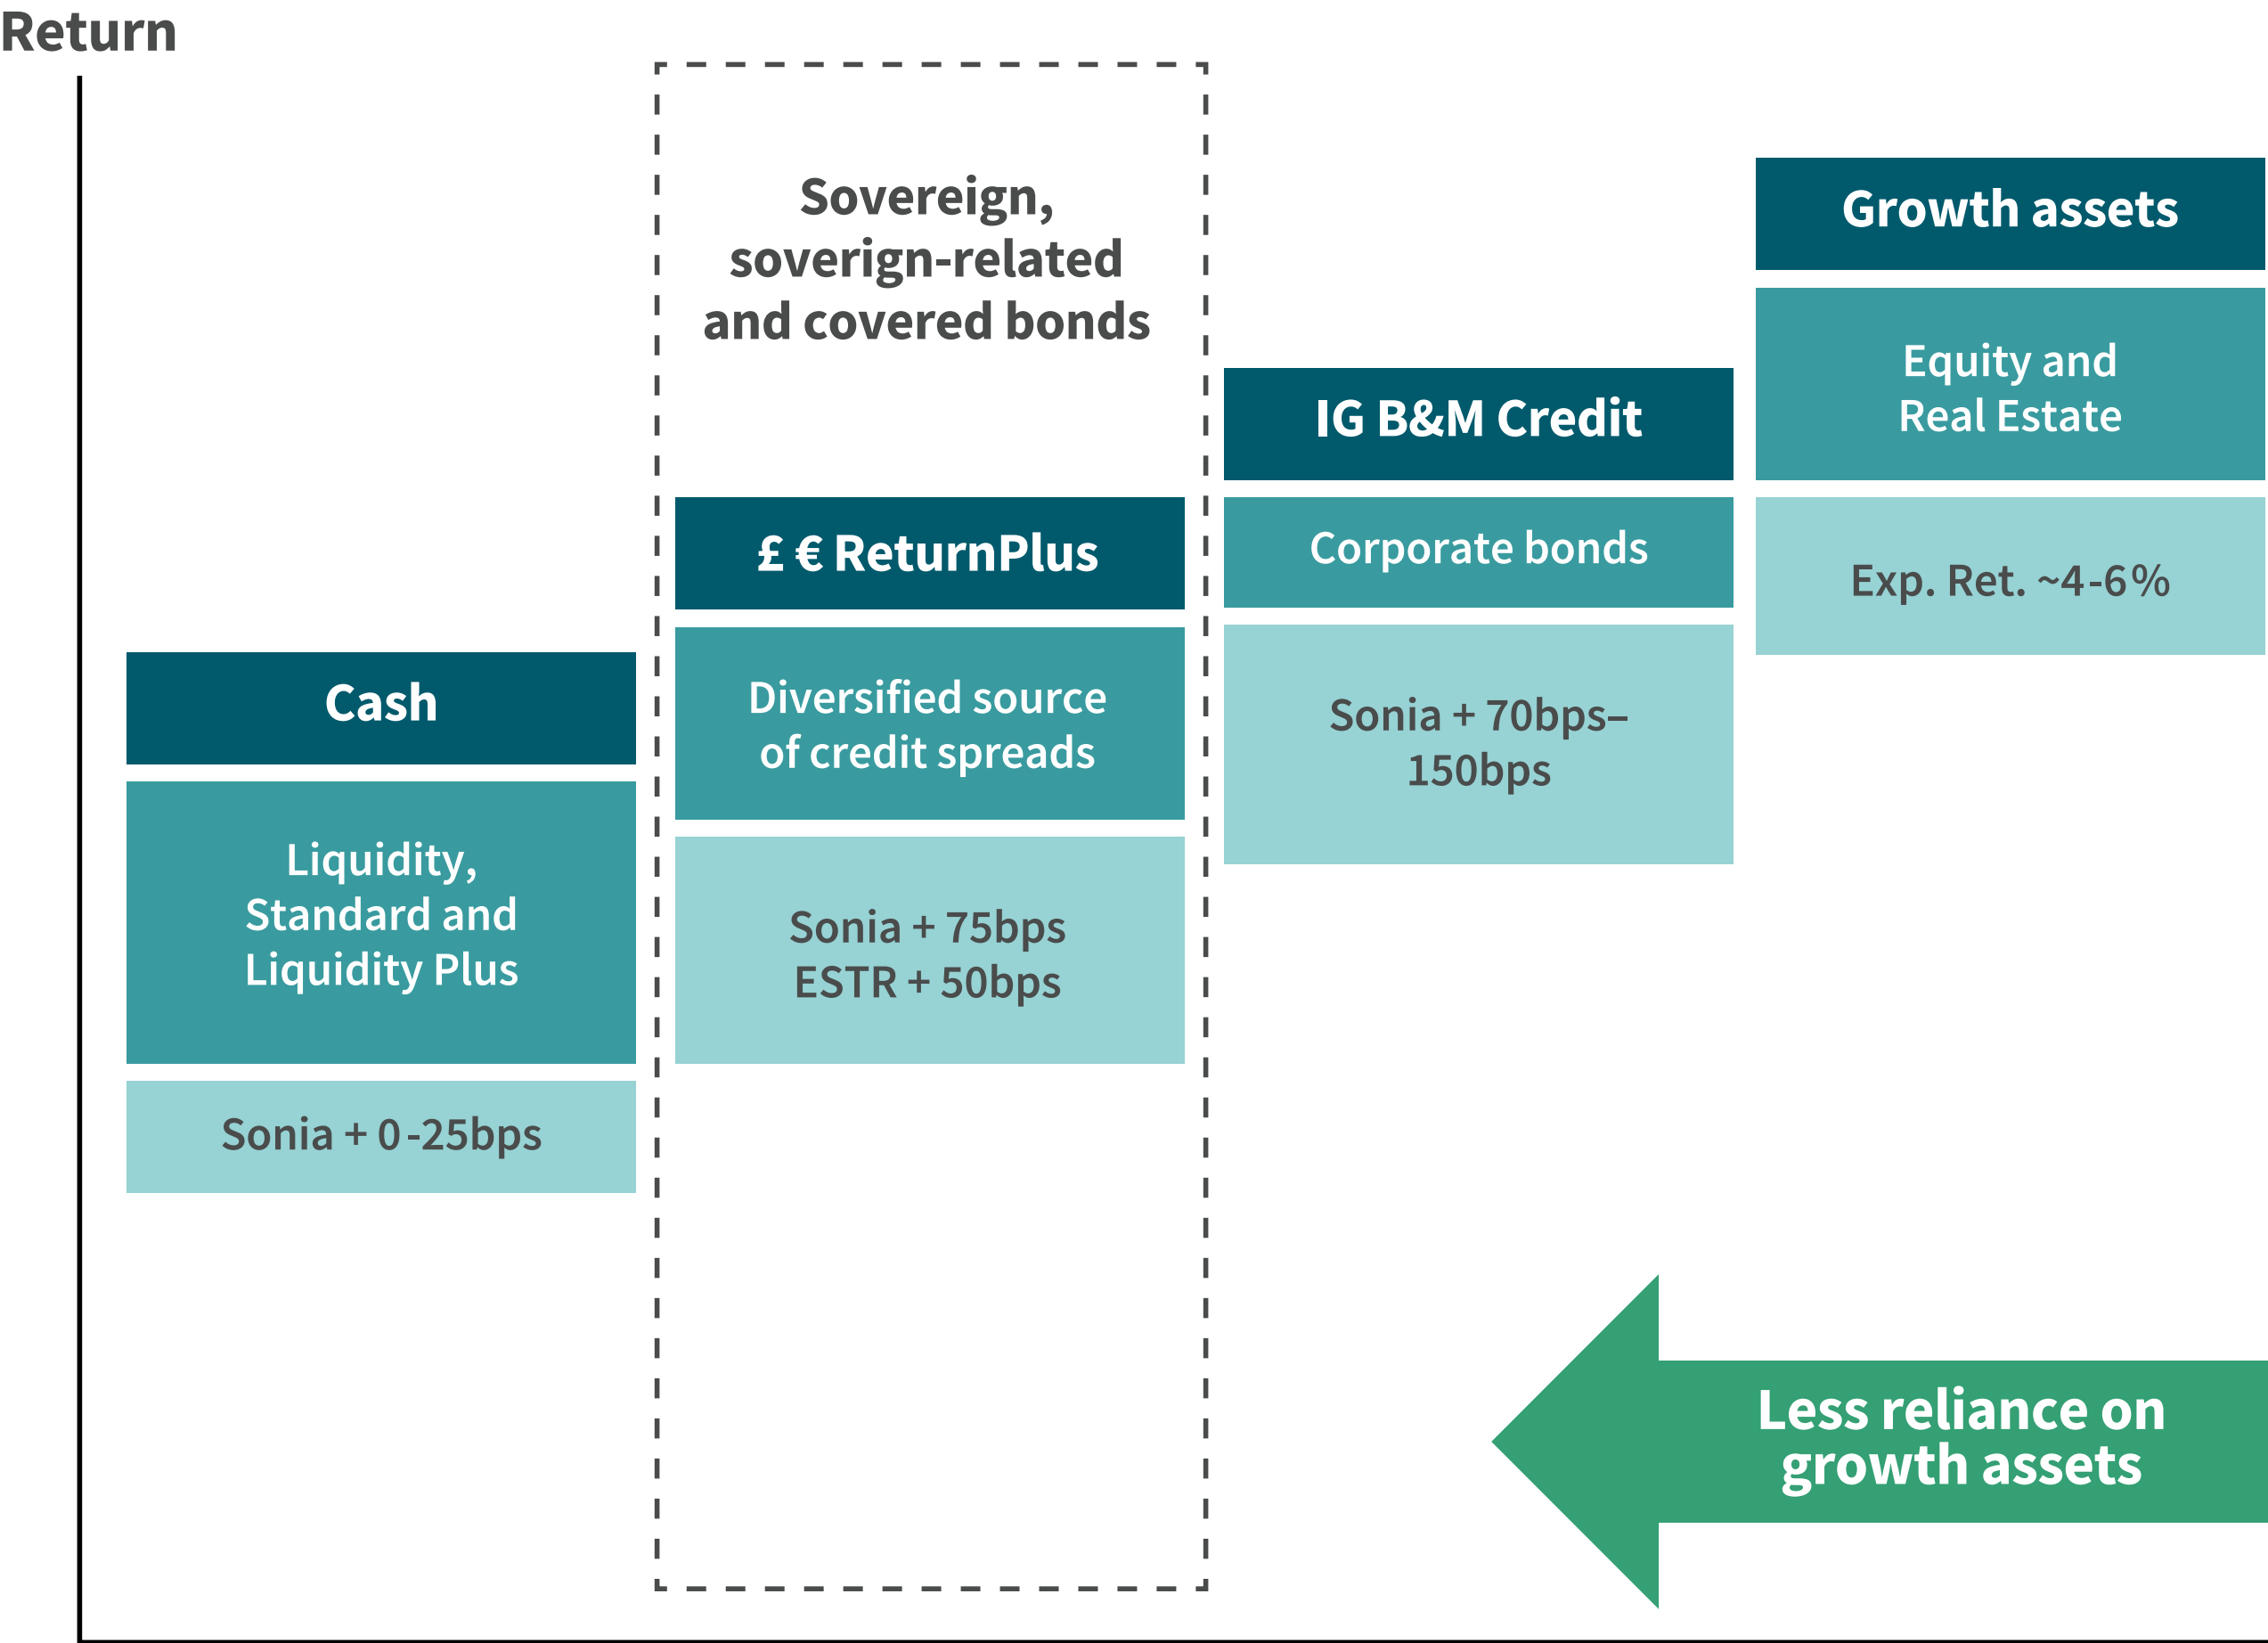 Return
Sovereign,
soverign-related
and covered bonds
Cash
Liquidity,
Standard and
Liquidity Plus
Sonia + 0-25bps
£ € ReturnPlus
Diversified source
of credit spreads
Sonia + 75bps
ESTR + 50bps
IG B&M Credit
Corporate bonds
Sonia + 70bps–
150bps
Growth assets
Equity and
Real Estate
Exp. Ret. ~4-6%
Less reliance on
growth assets